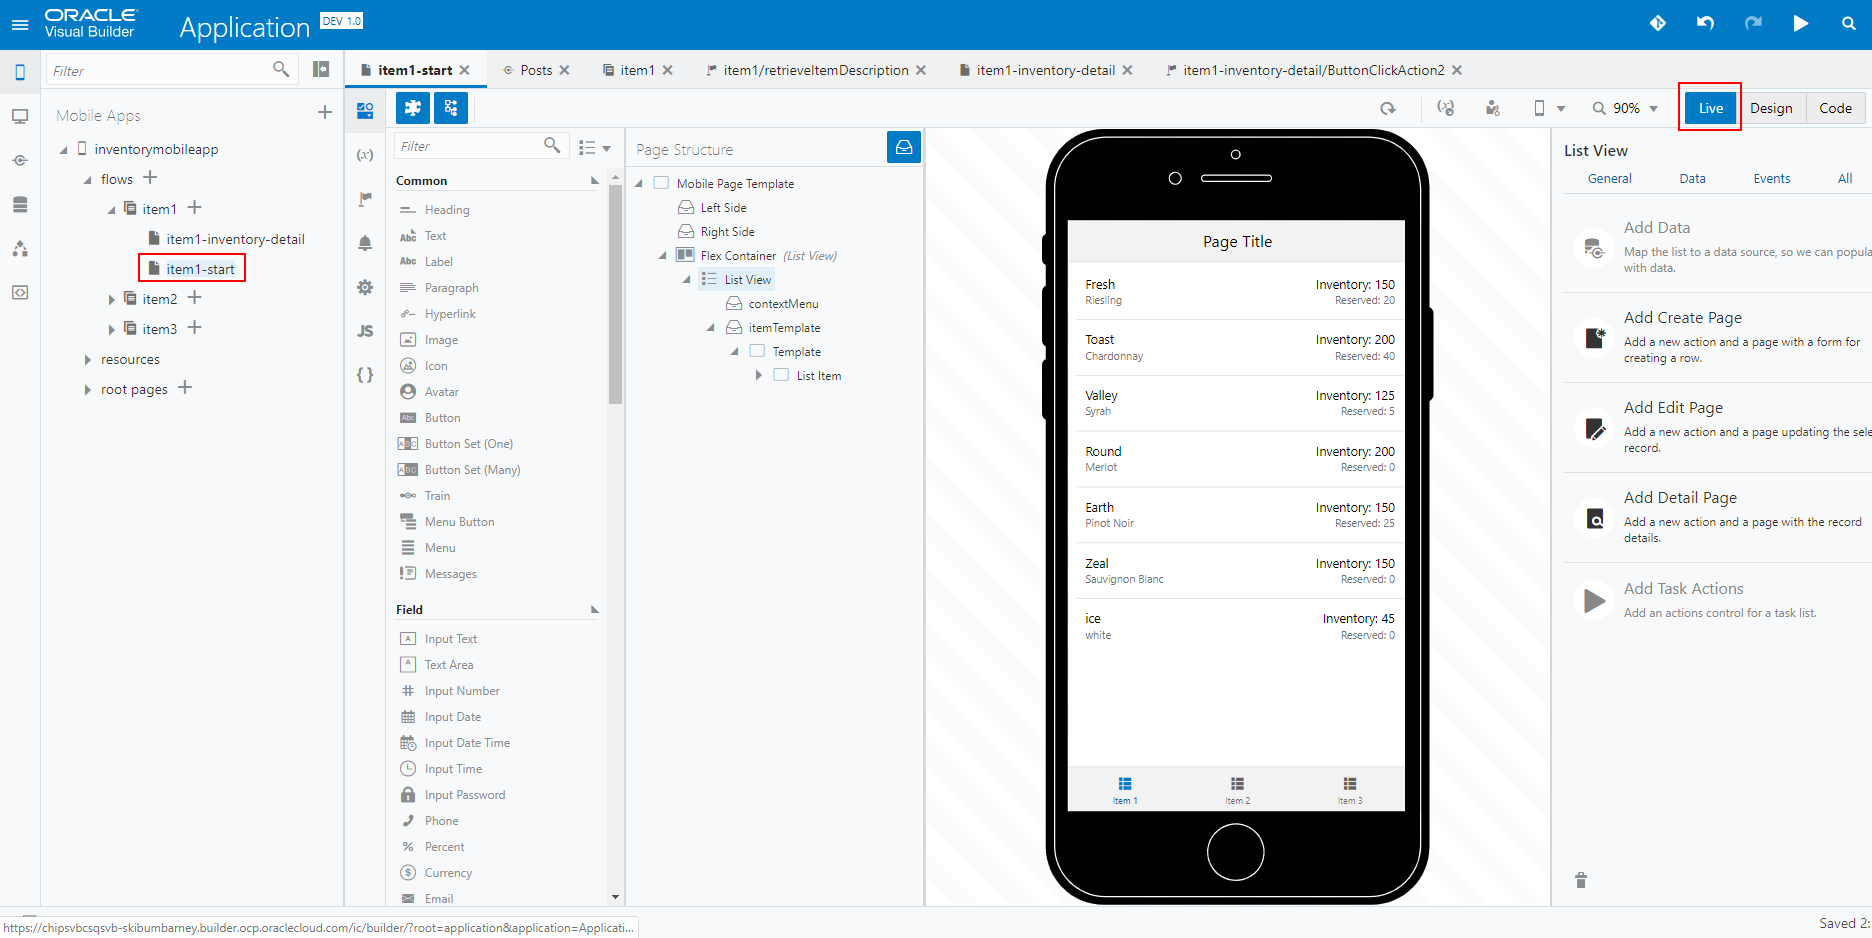 ORACLE
Visual Builder
Application
DEV 1.0
Filter
item1-start
Posts
item1
item1/retrieveItemDescription
item1-inventory-detail
item1-inventory-detail/ButtonClickAction2
90%
Live
Design
Code
Mobile Apps
inventorymobileapp
flows
item1
item1-inventory-detail
item1-start
item2
item3
resources
root pages
(x)
JS
{ }
Filter
Common
Heading
Abc Text
Abc Label
Paragraph
Hyperlink
Image
Icon
Avatar
Abc Button
Button Set (One)
Button Set (Many)
Train
Menu Button
Menu
Messages
Field
Input Text
Text Area
Input Number
Input Date
Input Date Time
Input Time
Input Password
Phone
% Percent
Currency
Email
Page Structure
Mobile Page Template
Left Side
Right Side
Flex Container (List View)
List View
contextMenu
itemTemplate
Template
List Item
Page Title
Fresh Inventory: 150
Riesling Reserved: 20
Toast Inventory: 200
Chardonnay Reserved: 40
Valley Inventory: 125
Syrah Reserved: 5
Round Inventory: 200
Merlot Reserved: 0
Earth Inventory: 150
Pinot Noir Reserved: 25
Zeal Inventory: 150
Sauvignon Blanc Reserved: 0
ice Inventory: 45
white Reserved: 0
Item 1 Item 2 Item 3
List View
General Data Events All
Add Data
Map the list to a data source, so we can popula
with data.
Add Create Page
Add a new action and a page with a form for
creating a row.
Add Edit Page
Add a new action and a page updating the sele
record.
Add Detail Page
Add a new action and a page with the record
details.
Add Task Actions
Add an actions control for a task list.
https://chipsvbcsqsvb-skibumbarney.builder.ocp.oraclecloud.com/ic/builder/?root=application&application=Applicati...
Saved 2: